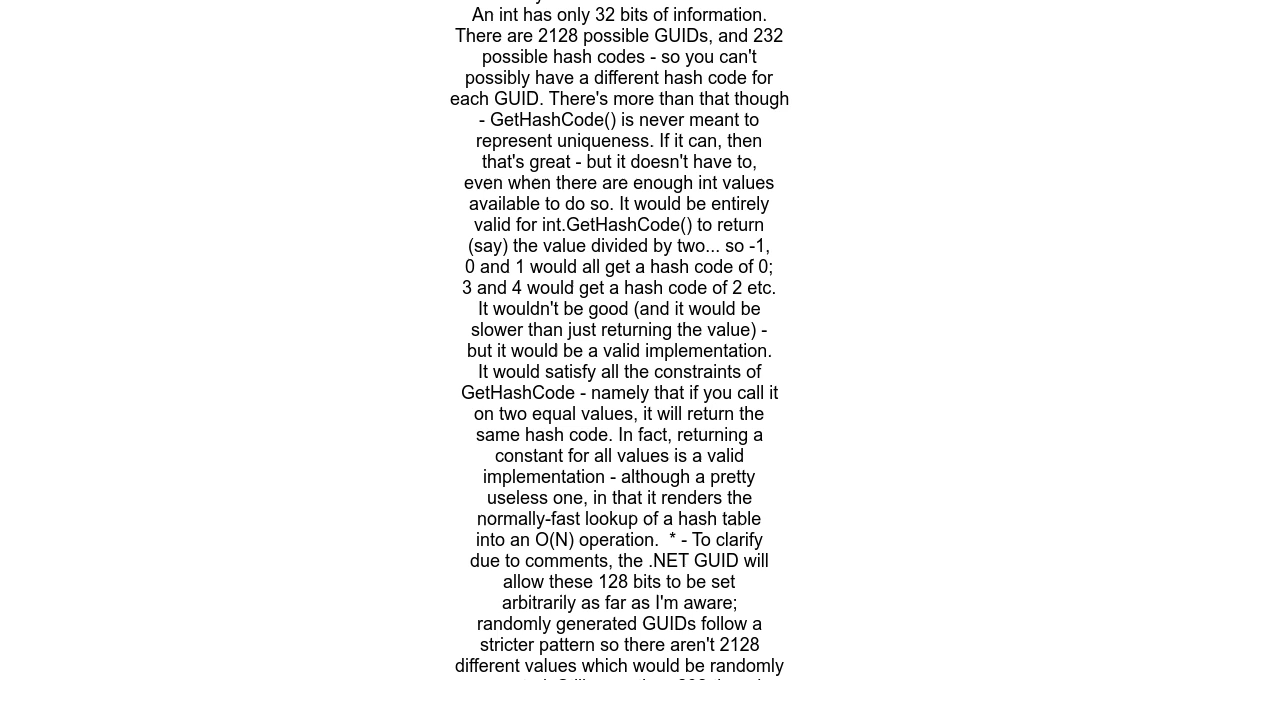 An int has only 32 bits of information.
There are 2128 possible GUIDs, and 232
possible hash codes - so you can't
possibly have a different hash code for
each GUID. There's more than that though
- GetHashCode() is never meant to
represent uniqueness. If it can, then
that's great - but it doesn't have to,
even when there are enough int values
available to do so. It would be entirely
valid for int.GetHashCode() to return
(say) the value divided by two... so -1,
0 and 1 would all get a hash code of 0;
3 and 4 would get a hash code of 2 etc.
It wouldn't be good (and it would be
slower than just returning the value) -
but it would be a valid implementation.
It would satisfy all the constraints of
GetHashCode - namely that if you call it
on two equal values, it will return the
same hash code. In fact, returning a
constant for all values is a valid
implementation - although a pretty
useless one, in that it renders the
normally-fast lookup of a hash table
into an O(N) operation.  * - To clarify
due to comments, the .NET GUID will
allow these 128 bits to be set
arbitrarily as far as I'm aware;
randomly generated GUIDs follow a
stricter pattern so there aren't 2128
different values which would be randomly